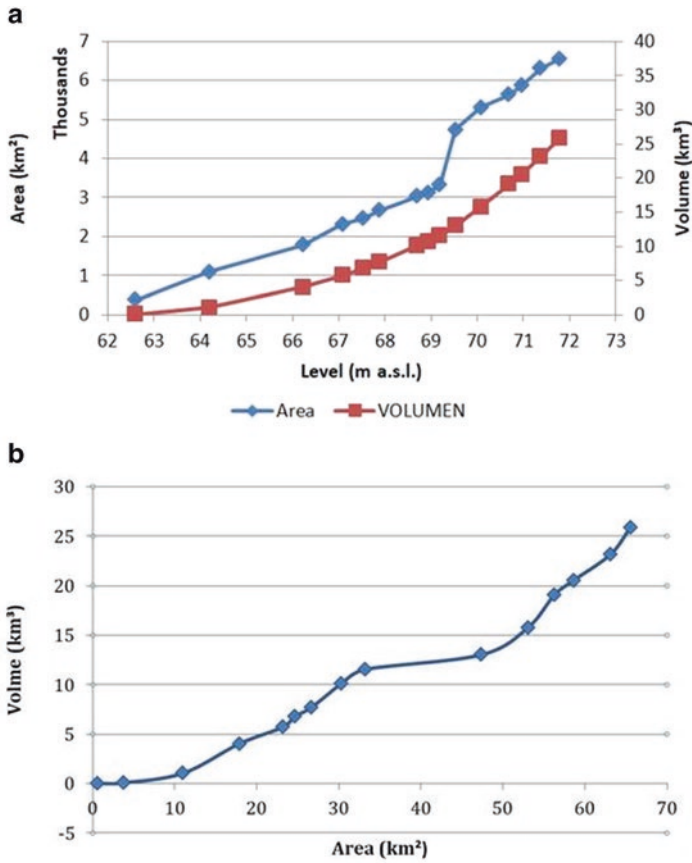 a
7
6
5
4
3
2
1
0
Thousands
Area (km²)
40
35
30
25
20
15
10
5
0
Volume (km³)
62 63 64 65 66 67 68 69 70 71 72 73
Level (m a.s.l.)
Area VOLUMEN
b
30
25
20
15
10
5
0
-5
Volme (km³)
0 10 20 30 40 50 60 70
Area (km²)